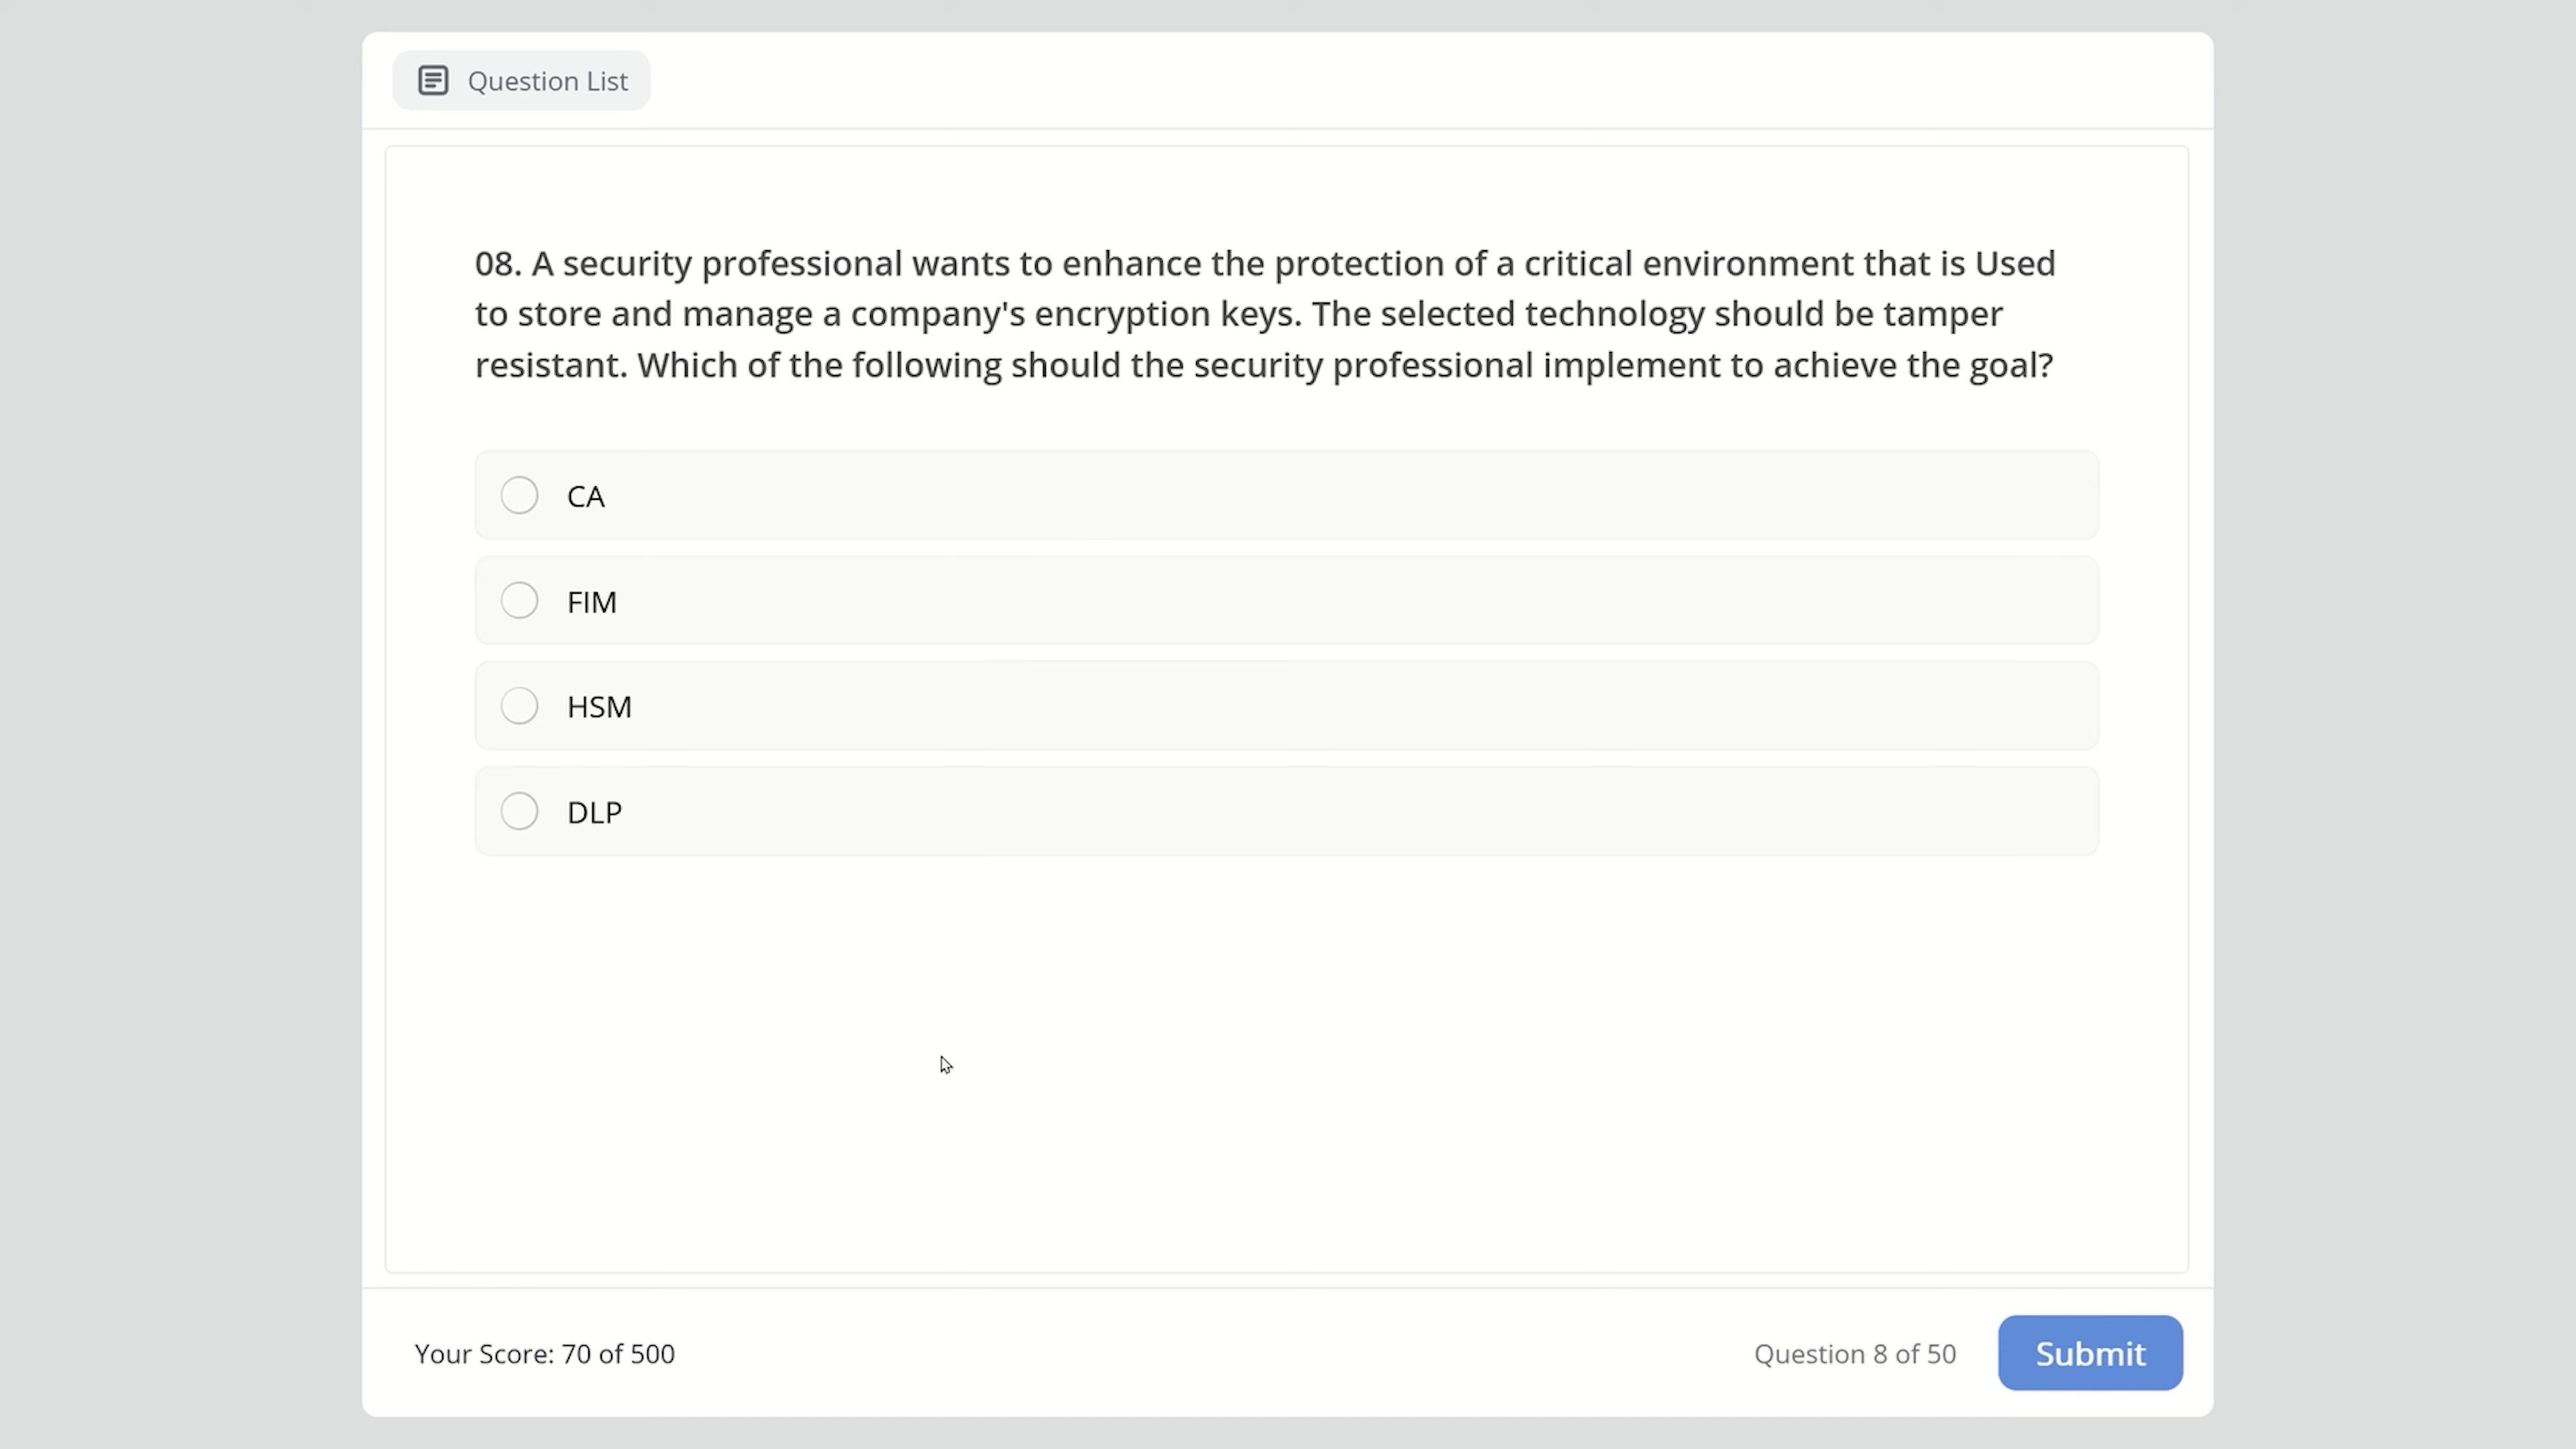 Question List
08. A security professional wants to enhance the protection of a critical environment that is Used
to store and manage a company's encryption keys. The selected technology should be tamper
resistant. Which of the following should the security professional implement to achieve the goal?
CA
FIM
HSM
DLP
Your Score: 70 of 500
Question 8 of 50
Submit